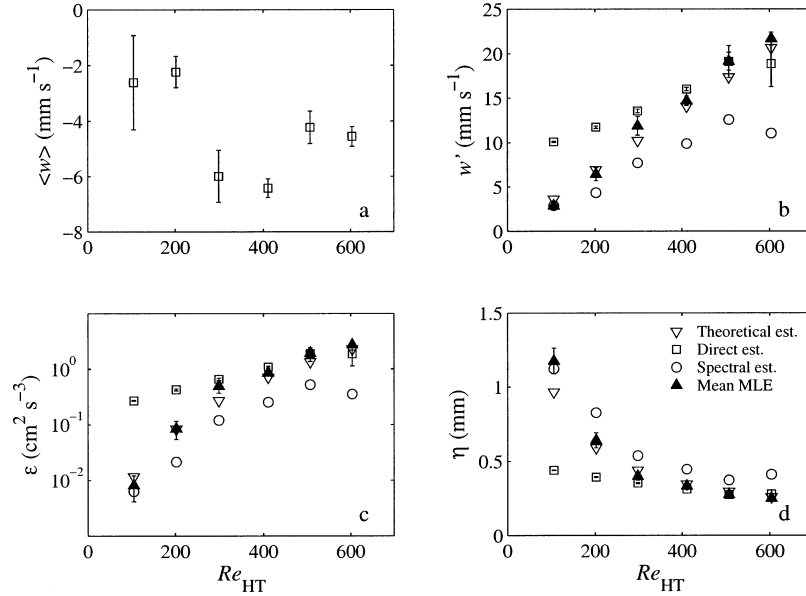 0
−2
−4
−6
−8
<w> (mm s⁻¹)
0 200 400 600
a
25
20
15
10
5
0
w' (mm s⁻¹)
0 200 400 600
b
10⁰
10⁻¹
10⁻²
ε (cm² s⁻³)
0 200 400 600
Re_HT
c
1.5
1
0.5
0
η (mm)
Theoretical est.
Direct est.
Spectral est.
Mean MLE
0 200 400 600
Re_HT
d